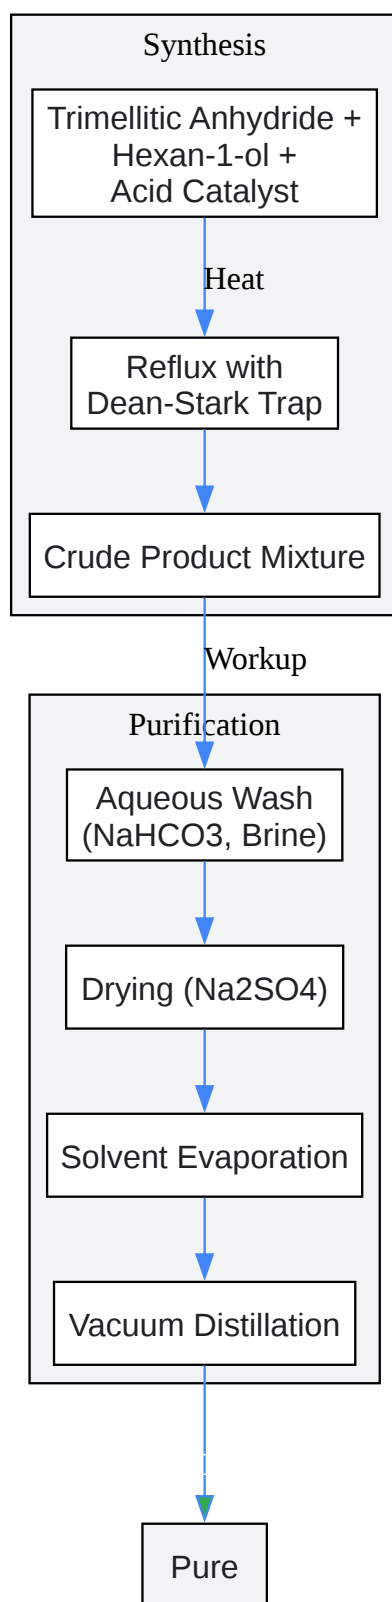 Synthesis
Trimellitic Anhydride +
Hexan-1-ol +
Acid Catalyst
Heat
Reflux with
Dean-Stark Trap
Crude Product Mixture
Workup
Purification
Aqueous Wash
(NaHCO3, Brine)
Drying (Na2SO4)
Solvent Evaporation
Vacuum Distillation
Pure